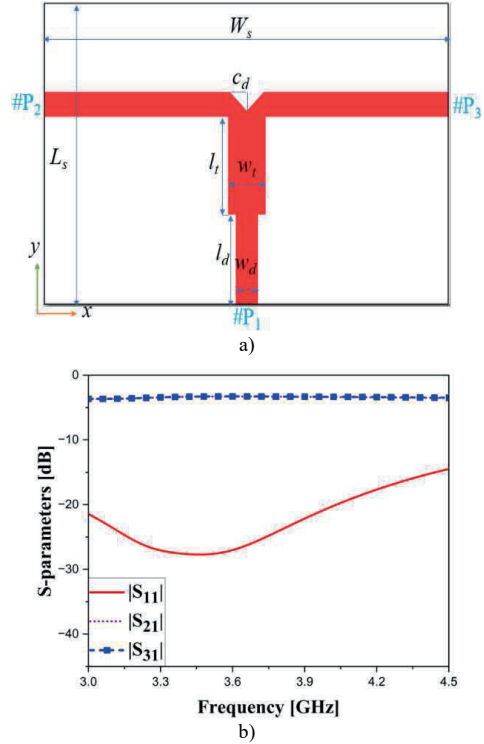 W_s
c_d
#P_2
#P_3
L_s
l_t
w_t
l_d
w_d
y
x
#P_1
a)
0
-10
-20
-30
-40
S-parameters [dB]
|S_11|
|S_21|
|S_31|
3.0 3.3 3.6 3.9 4.2 4.5
Frequency [GHz]
b)